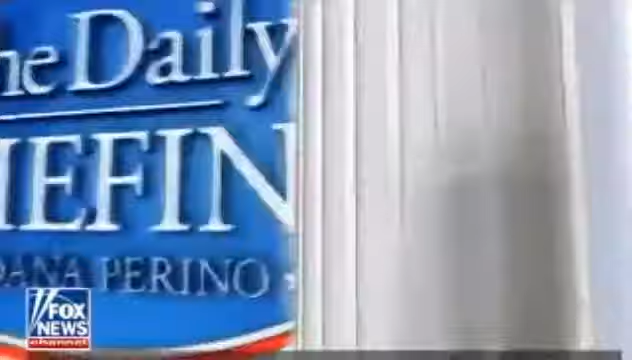 he Daily
IEFIN
DANA PERINO
FOX
NEWS
channel